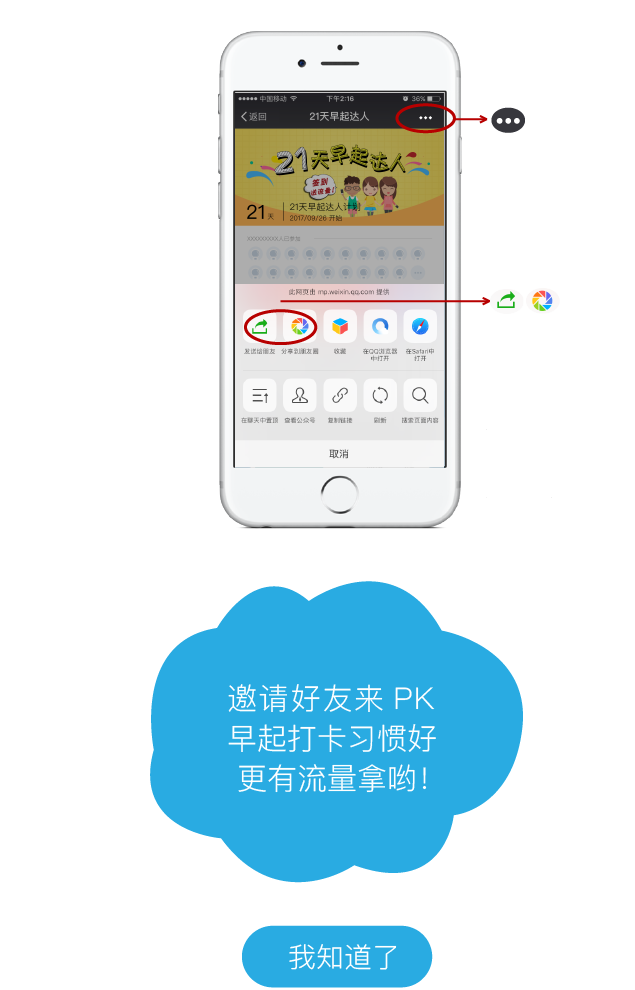 中国移动 下午2:16 36%
返回 21天早起达人
21天早起达人
签到
送流量!
21天 21天早起达人计划
2017/09/26 开始
XXXXXXXXX人已参加
此网页由 mp.weixin.qq.com 提供
发送给朋友 分享到朋友圈 收藏 在QQ浏览器 在Safari中
中打开 打开
在聊天中置顶 查看公众号 复制链接 刷新 搜索页面内容
取消
邀请好友来 PK
早起打卡习惯好
更有流量拿哟!
我知道了